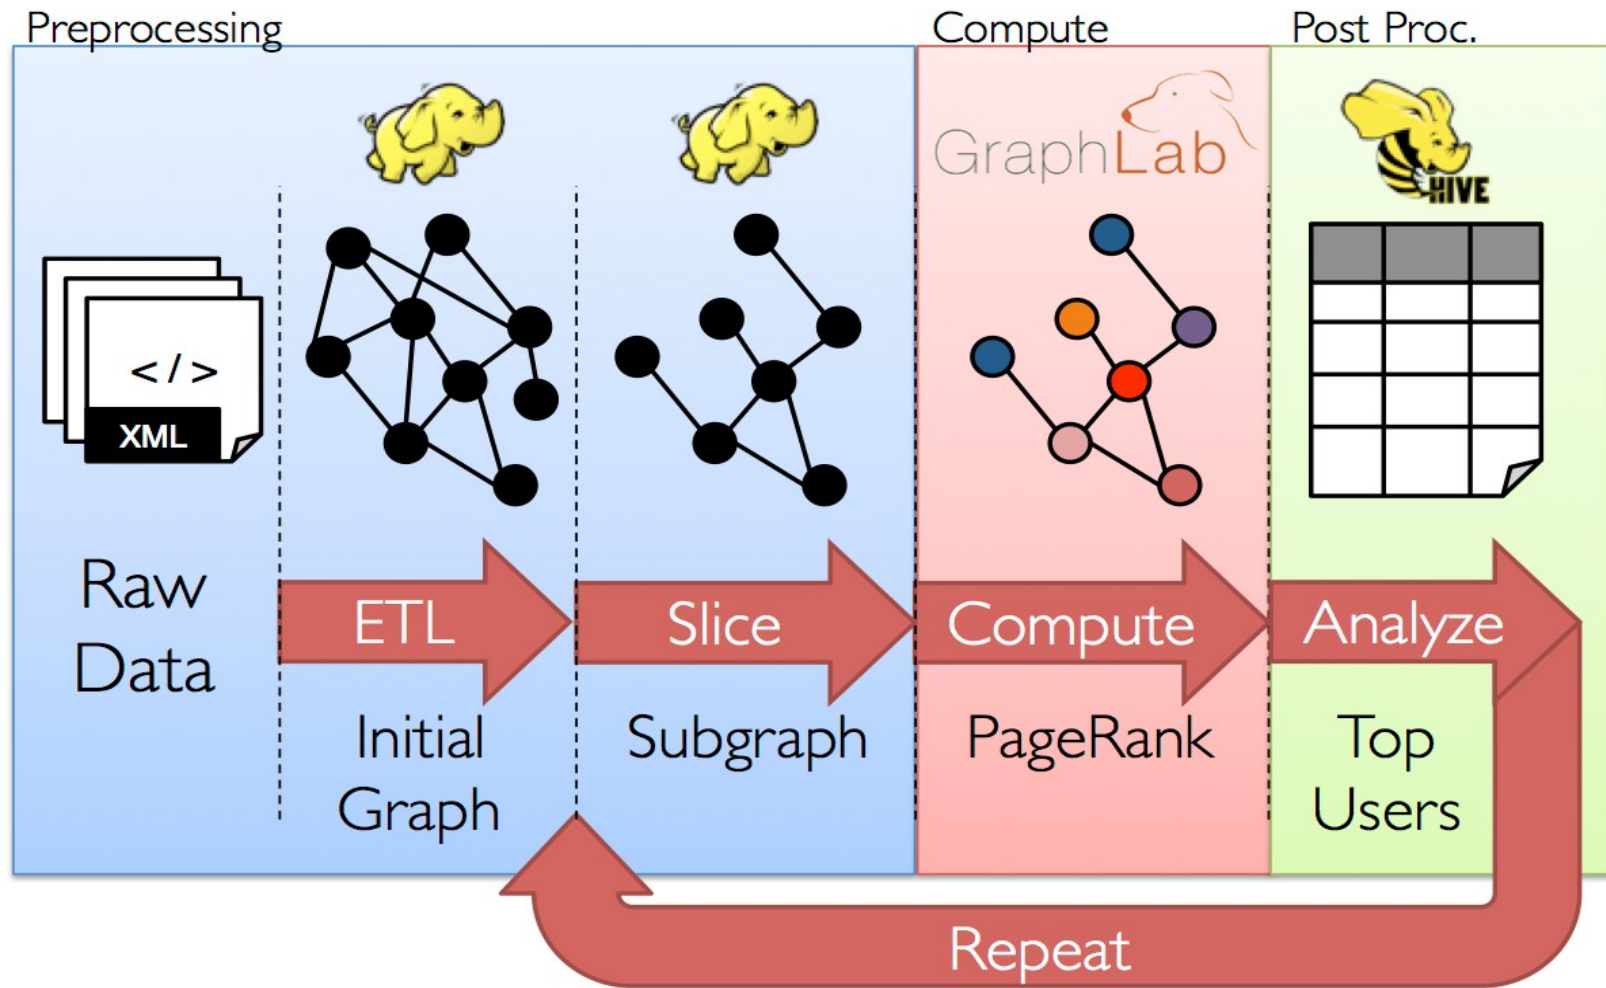 Preprocessing
Compute
Post Proc.
GraphLab
HIVE
</>
XML
Raw
Data
ETL
Slice
Compute
Analyze
Initial
Graph
Subgraph
PageRank
Top
Users
Repeat